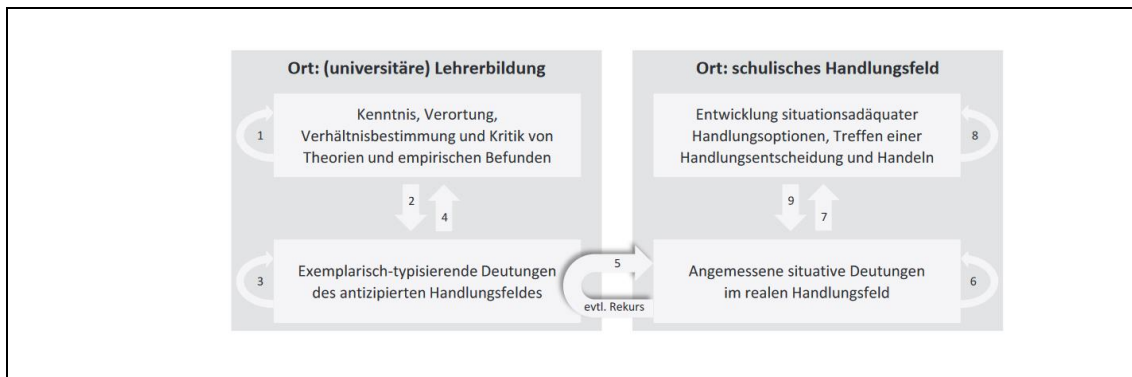 Ort: (universitäre) Lehrerbildung
Kenntnis, Verortung,
Verhältnisbestimmung und Kritik von
Theorien und empirischen Befunden
1
2
4
3
Exemplarisch-typisierende Deutungen
des antizipierten Handlungsfeldes
5
evtl. Rekurs
Ort: schulisches Handlungsfeld
Entwicklung situationsadäquater
Handlungsoptionen, Treffen einer
Handlungsentscheidung und Handeln
8
9
7
Angemessene situative Deutungen
im realen Handlungsfeld
6